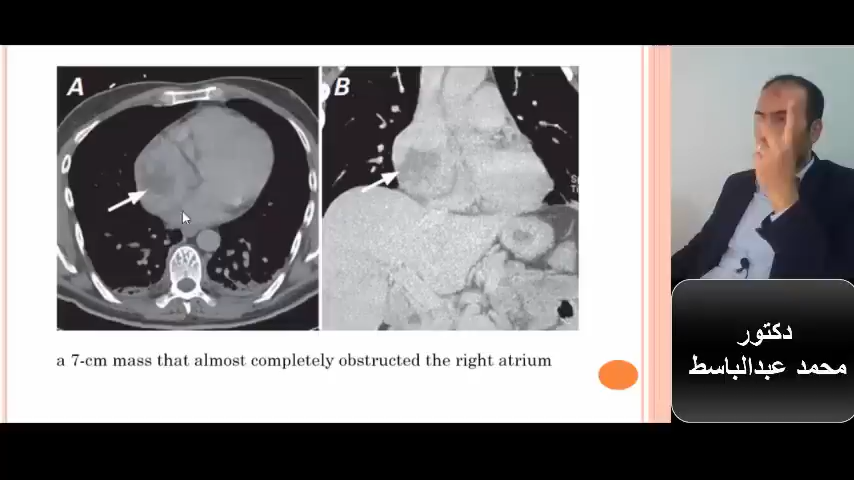 A
B
a 7-cm mass that almost completely obstructed the right atrium
دكتور
محمد عبدالباسط